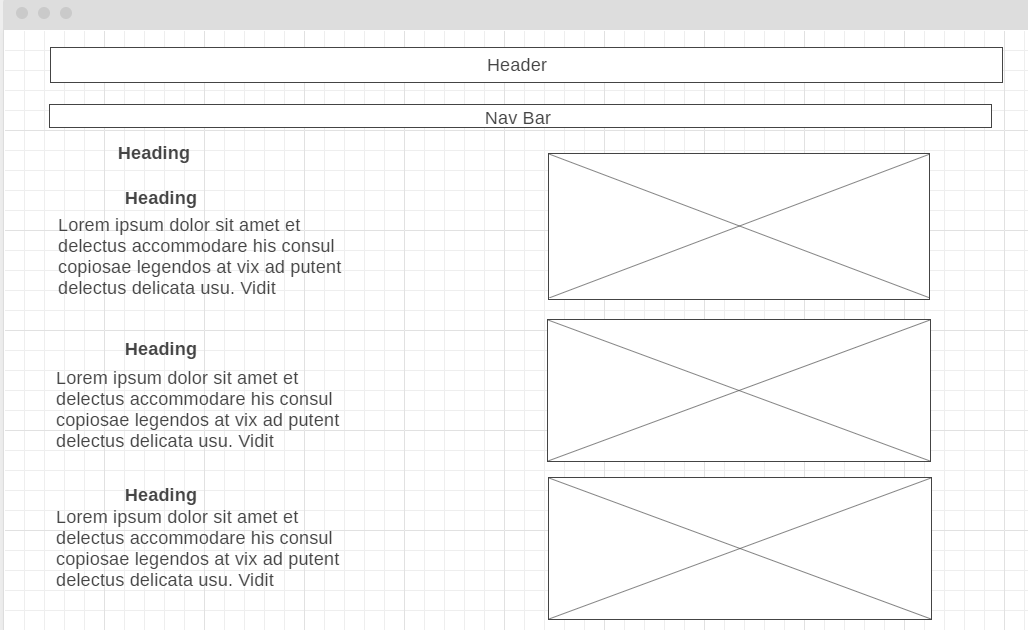 Header
Nav Bar
Heading
Heading
Lorem ipsum dolor sit amet et
delectus accommodare his consul
copiosae legendos at vix ad putent
delectus delicata usu. Vidit
Heading
Lorem ipsum dolor sit amet et
delectus accommodare his consul
copiosae legendos at vix ad putent
delectus delicata usu. Vidit
Heading
Lorem ipsum dolor sit amet et
delectus accommodare his consul
copiosae legendos at vix ad putent
delectus delicata usu. Vidit